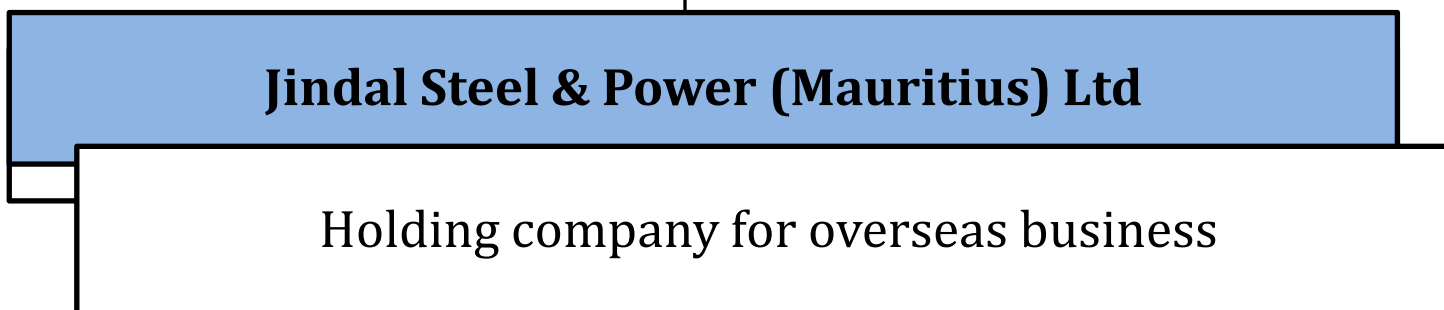 Jindal Steel & Power (Mauritius) Ltd
Holding company for overseas business